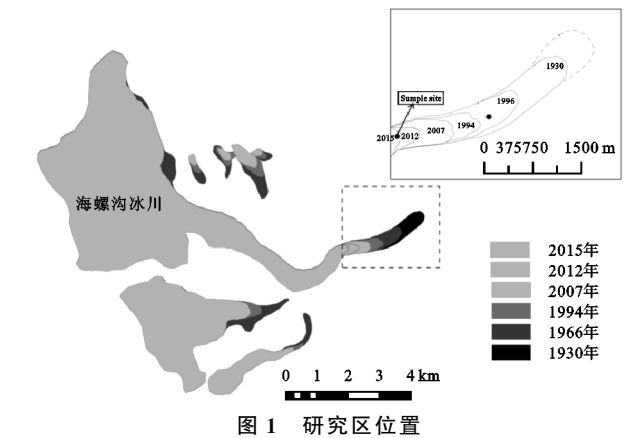 1930
1996
Sample site
1994
2007
2012
2015
0 375750 1500 m
海螺沟冰川
2015年
2012年
2007年
1994年
1966年
1930年
0 1 2 3 4 km
图 1 研究区位置